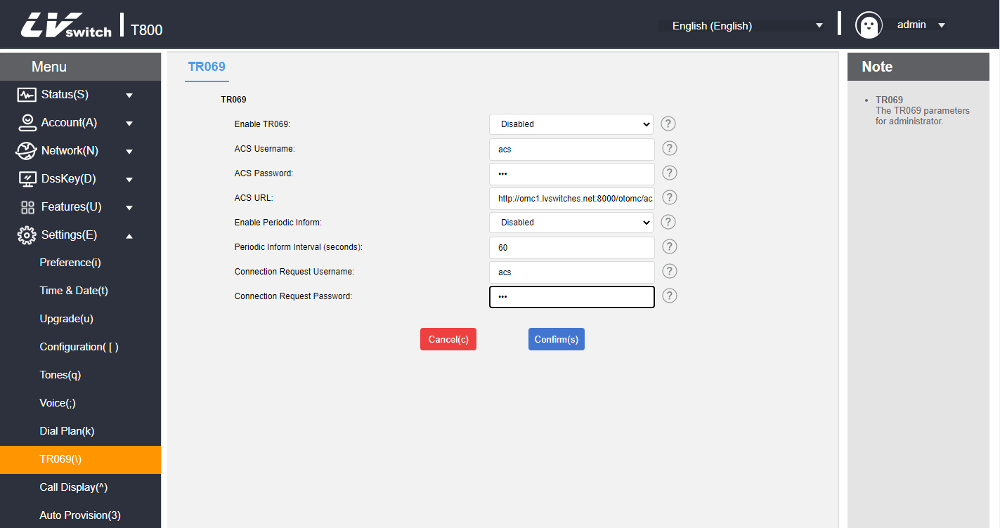 LVswitch T800
English (English)
admin
Menu
Status(S)
Account(A)
Network(N)
DssKey(D)
Features(U)
Settings(E)
Preference(i)
Time & Date(t)
Upgrade(u)
Configuration( [ )
Tones(q)
Voice(;)
Dial Plan(k)
TR069(\)
Call Display(^)
Auto Provision(3)
TR069
TR069
Enable TR069: Disabled ?
ACS Username: acs ?
ACS Password: ••• ?
ACS URL: http://omc1.lvswitches.net:8000/otomc/ac ?
Enable Periodic Inform: Disabled ?
Periodic Inform Interval (seconds): 60 ?
Connection Request Username: acs ?
Connection Request Password: ••• ?
Cancel(c) Confirm(s)
Note
• TR069
The TR069 parameters
for administrator.